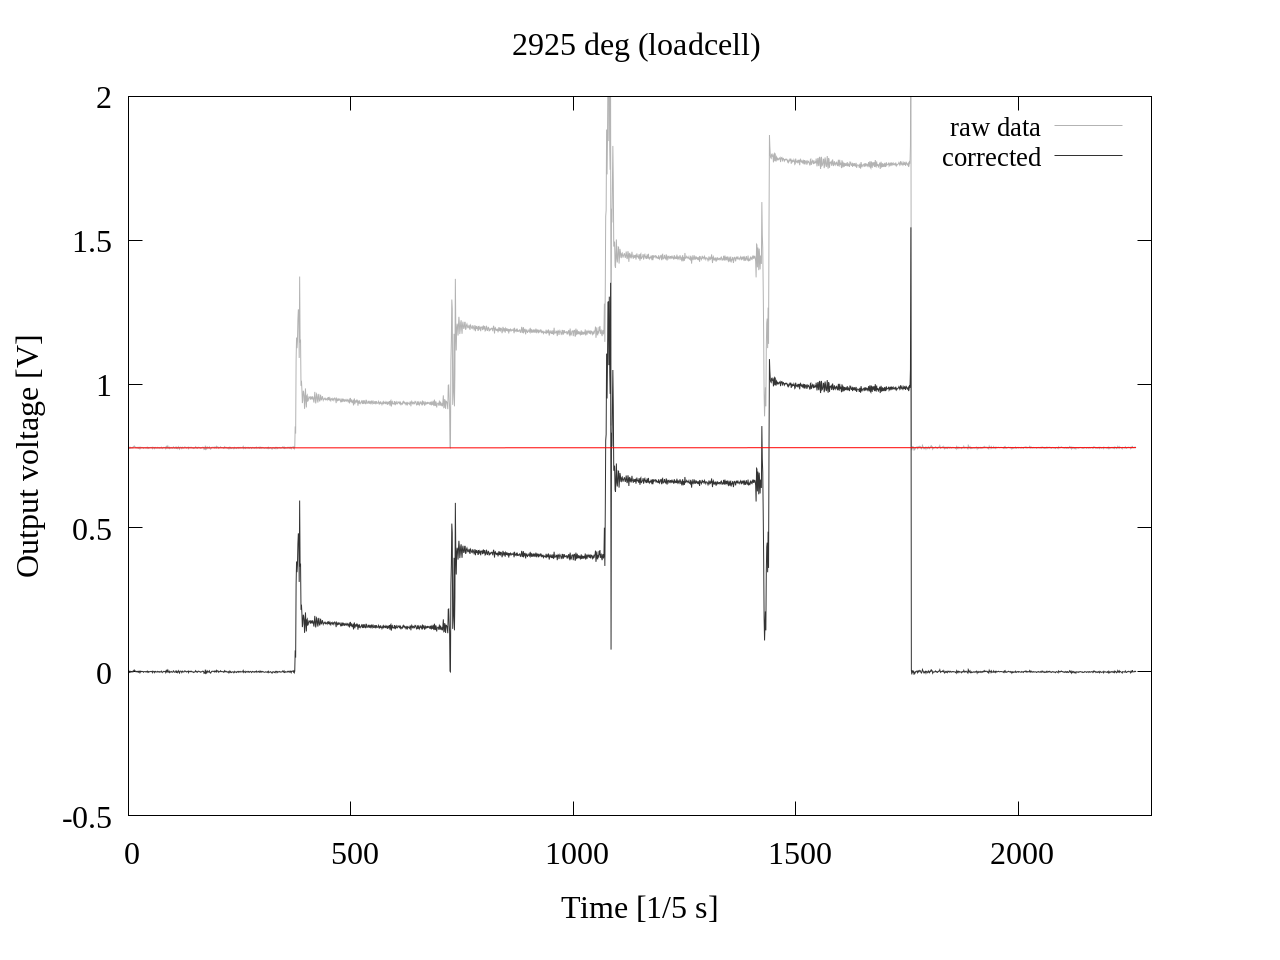 2925 deg (loadcell)
raw data
corrected
2
1.5
1
0.5
0
-0.5
Output voltage [V]
0 500 1000 1500 2000
Time [1/5 s]